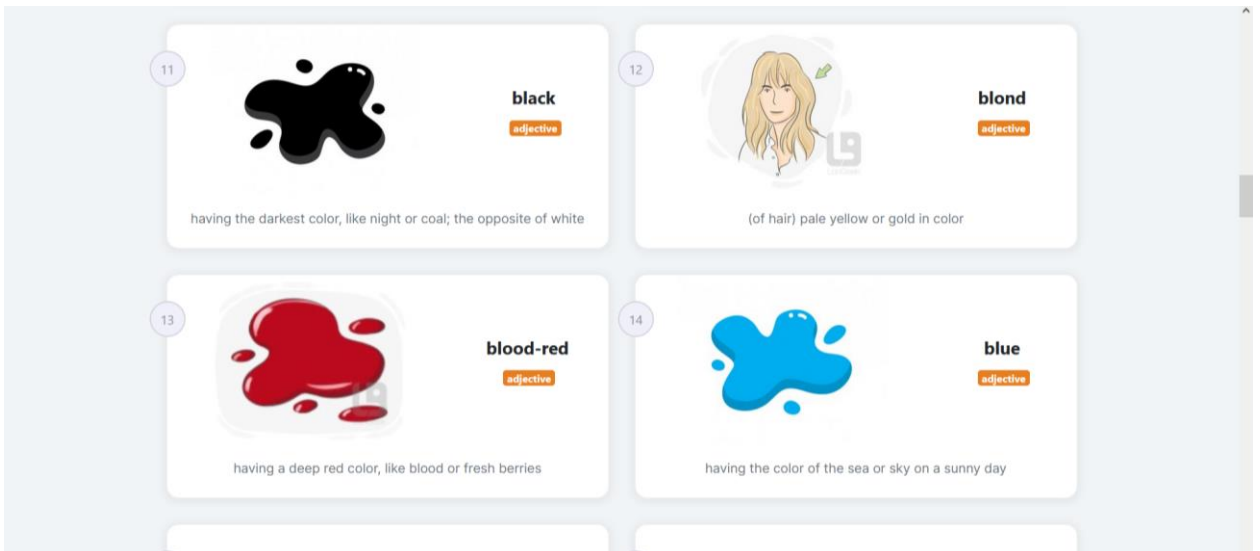 11
black
adjective
having the darkest color, like night or coal; the opposite of white
12
blond
adjective
(of hair) pale yellow or gold in color
13
blood-red
adjective
having a deep red color, like blood or fresh berries
14
blue
adjective
having the color of the sea or sky on a sunny day